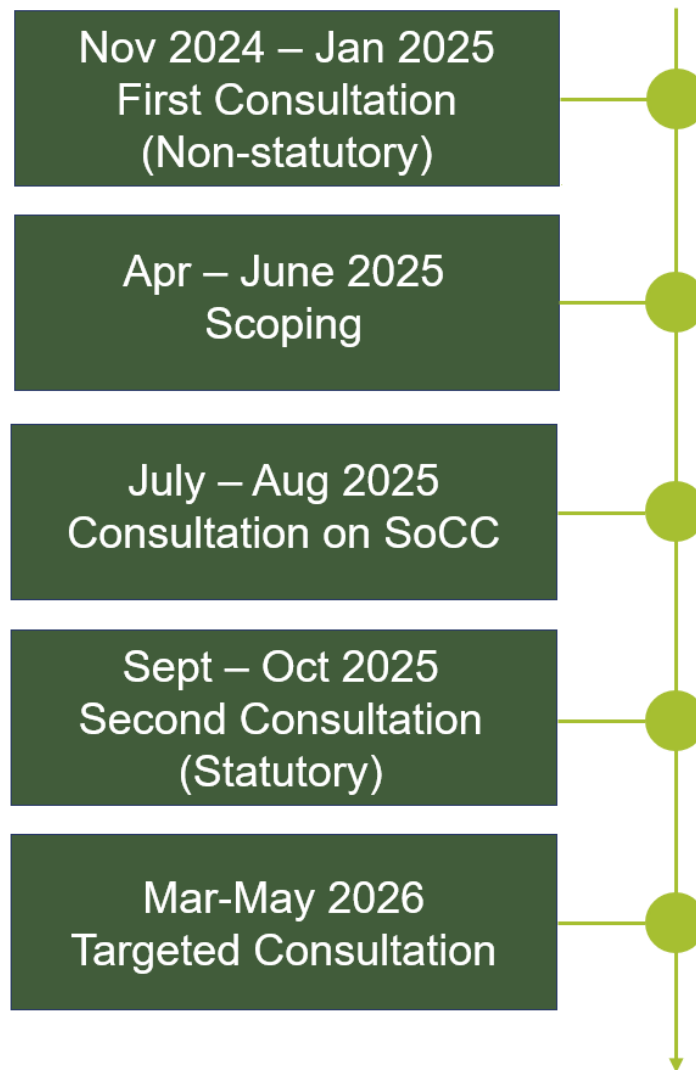 Nov 2024 – Jan 2025
First Consultation
(Non-statutory)
Apr – June 2025
Scoping
July – Aug 2025
Consultation on SoCC
Sept – Oct 2025
Second Consultation
(Statutory)
Mar-May 2026
Targeted Consultation